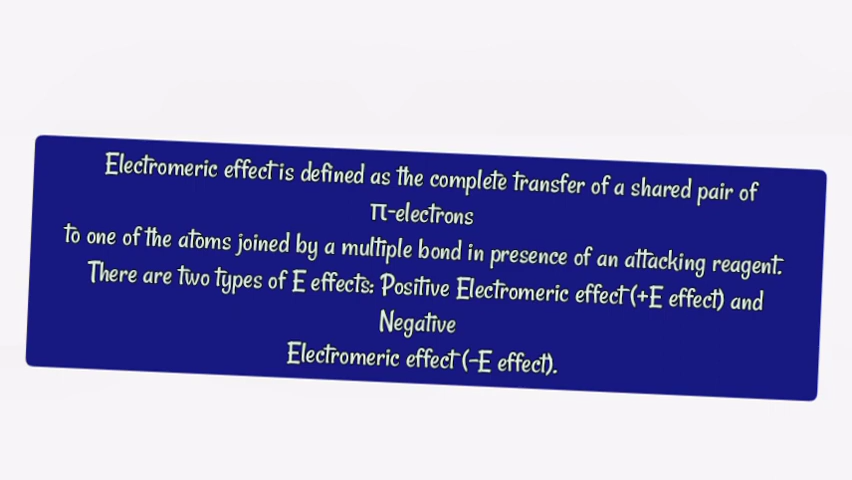 Electromeric effect is defined as the complete transfer of a shared pair of
π-electrons
to one of the atoms joined by a multiple bond in presence of an attacking reagent.
There are two types of E effects: Positive Electromeric effect (+E effect) and
Negative
Electromeric effect (-E effect).